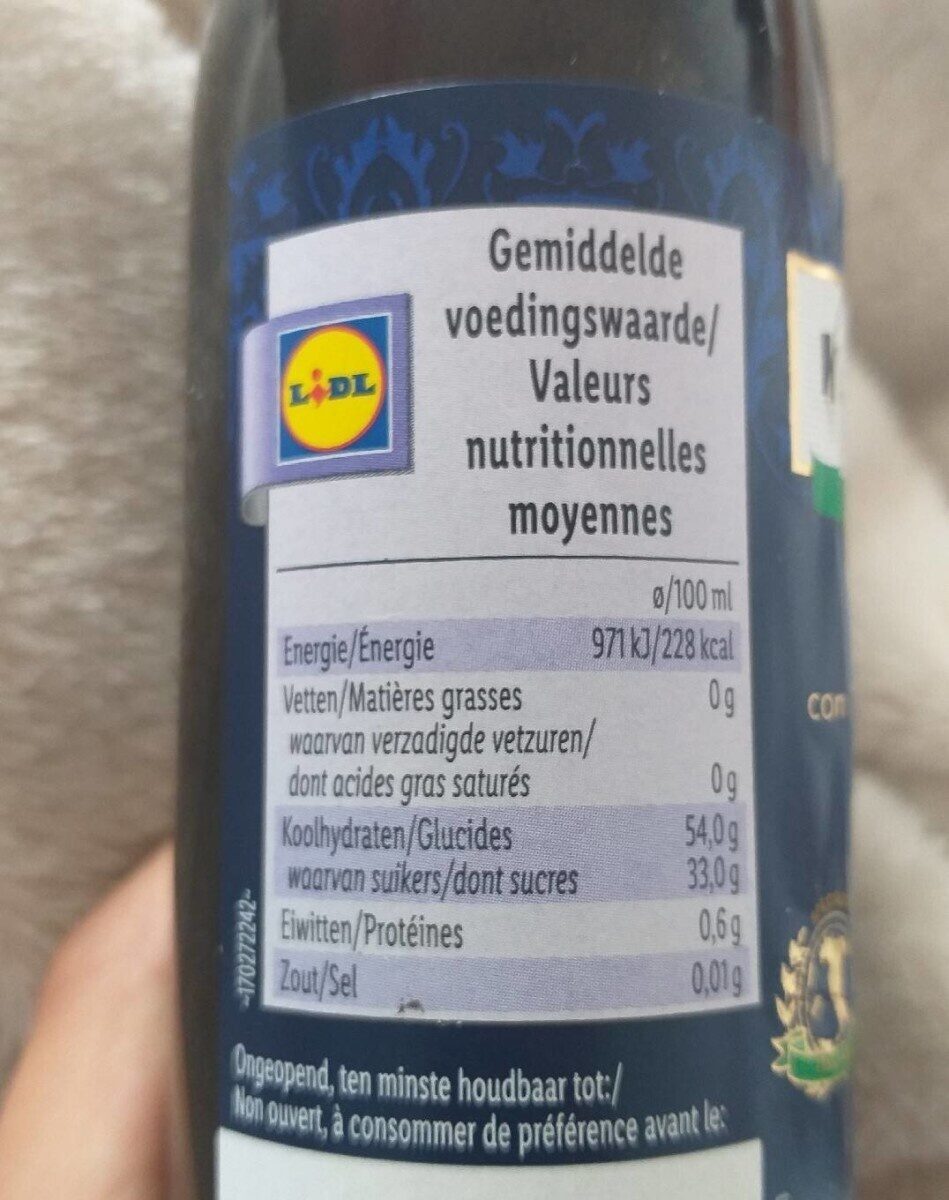 Gemiddelde
voedingswaarde/
Valeurs
nutritionnelles
moyennes
LIDL
ø/100 ml
Energie/Énergie 971 kJ/228 kcal
Vetten/Matières grasses 0 g
waarvan verzadigde vetzuren/
dont acides gras saturés 0 g
Koolhydraten/Glucides 54,0 g
waarvan suikers/dont sucres 33,0 g
Eiwitten/Protéines 0,6 g
Zout/Sel 0,01 g
-170272242-
Ongeopend, ten minste houdbaar tot:/
Non ouvert, à consommer de préférence avant le: